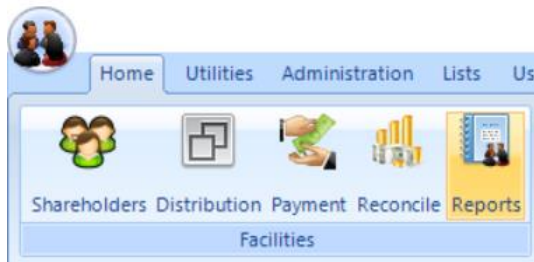 Home Utilities Administration Lists Us
Shareholders Distribution Payment Reconcile Reports
Facilities